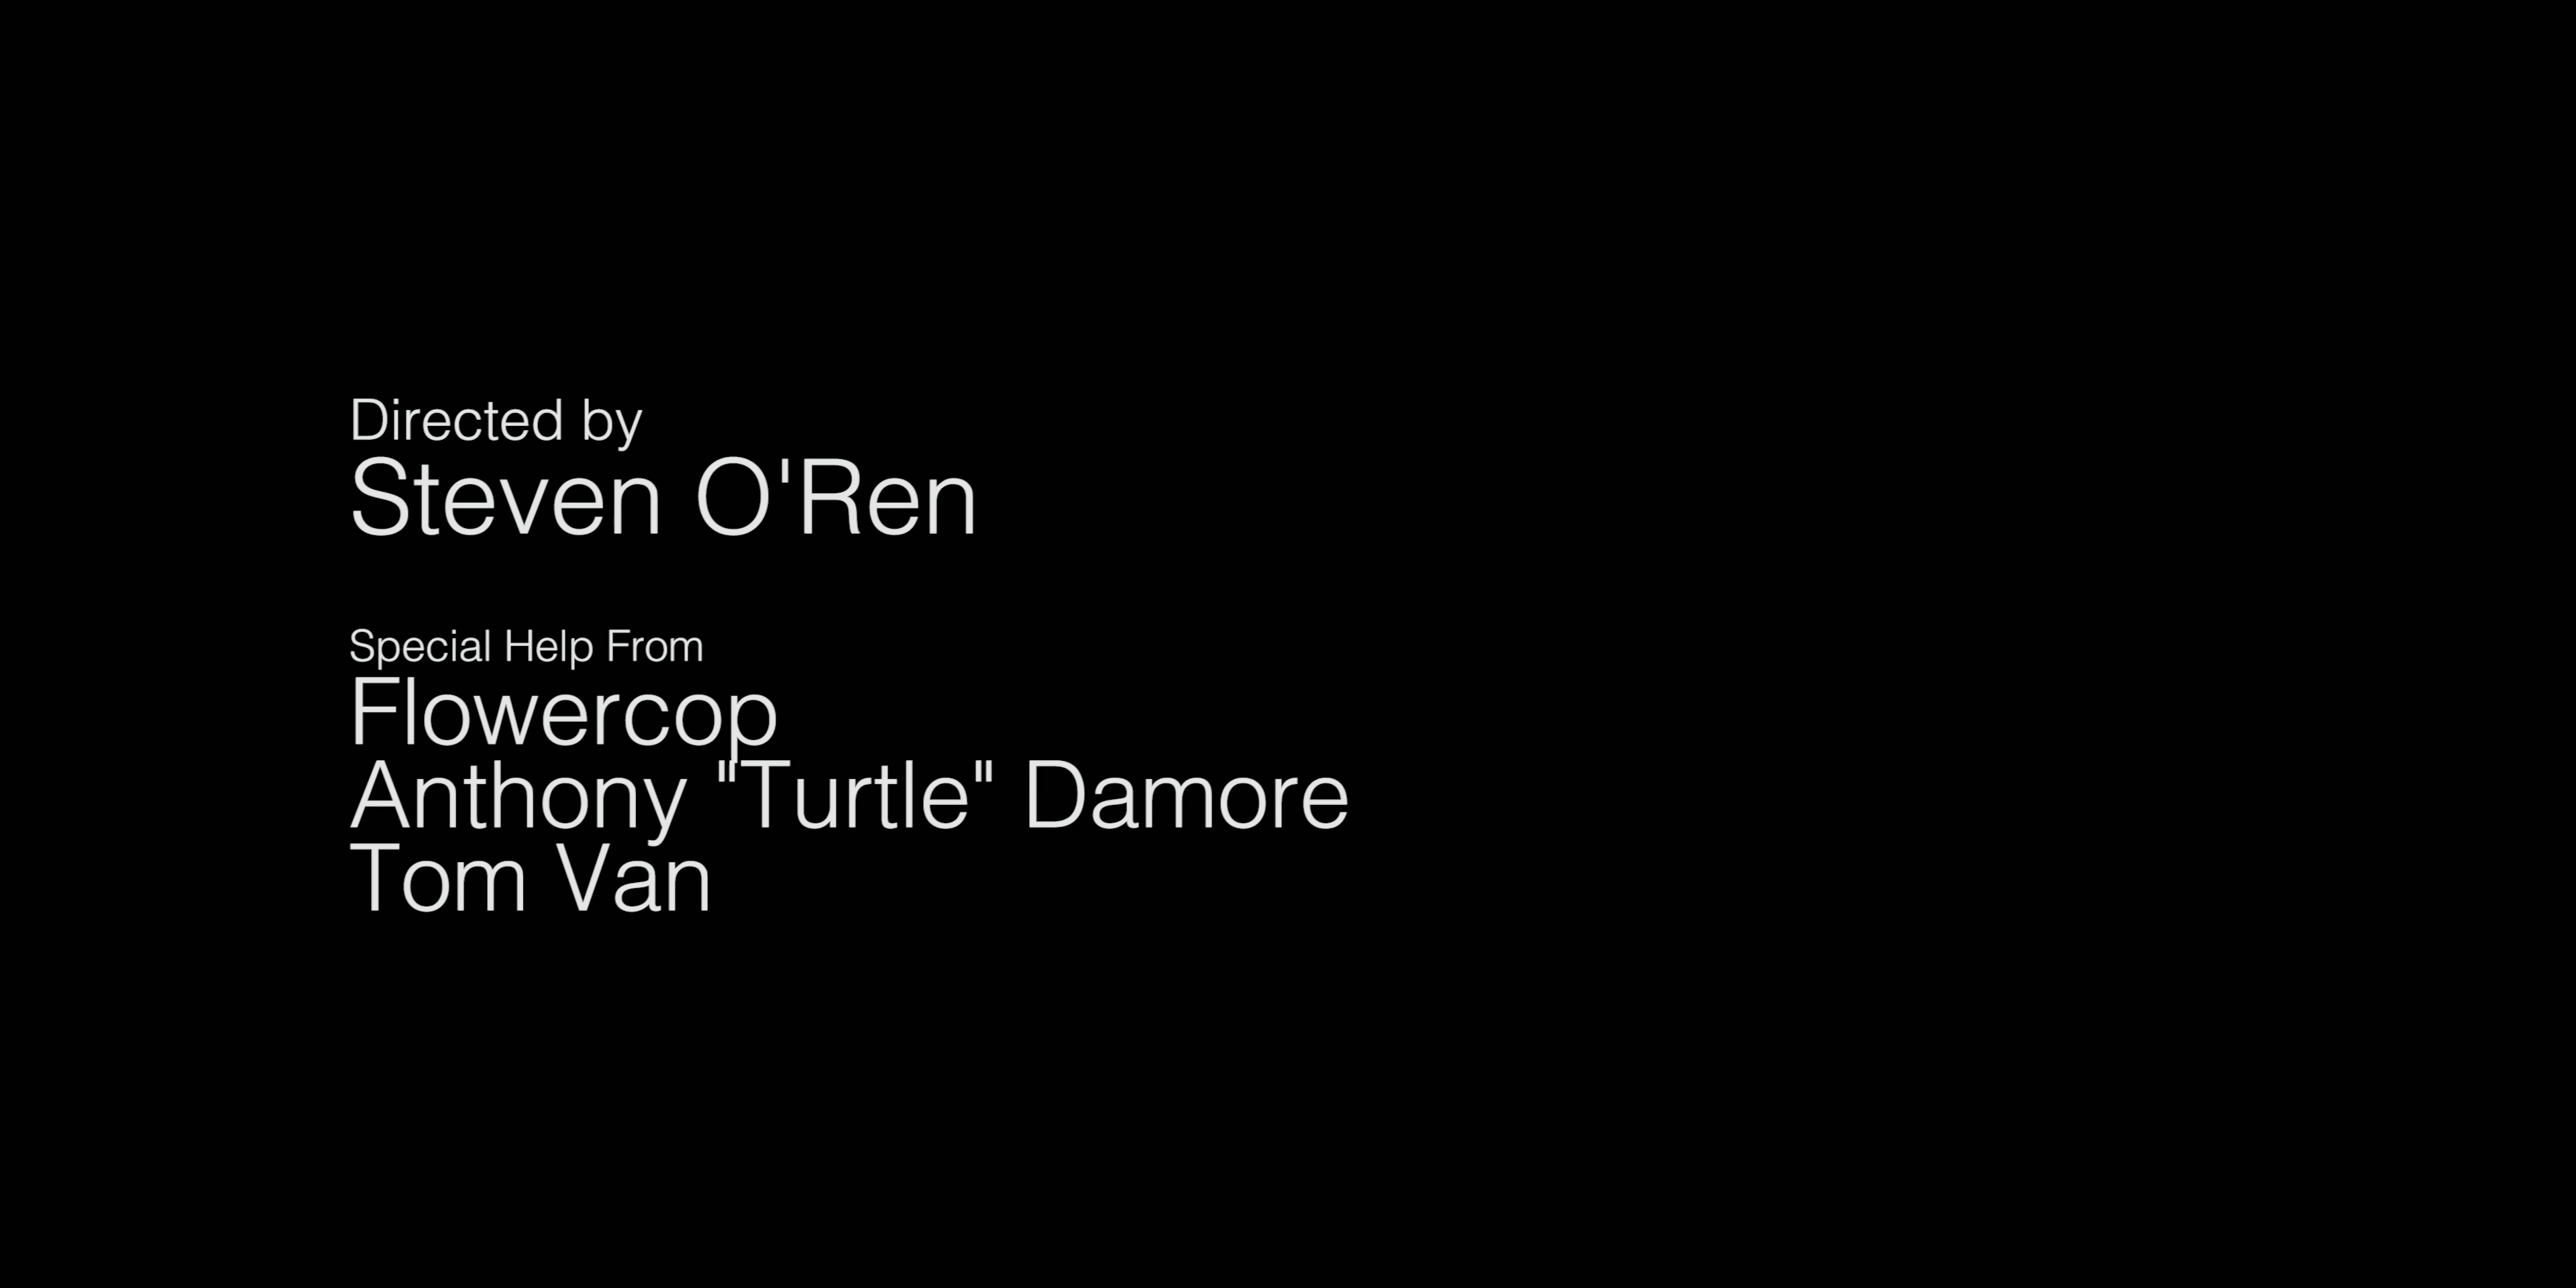 Directed by
Steven O'Ren
Special Help From
Flowercop
Anthony "Turtle" Damore
Tom Van